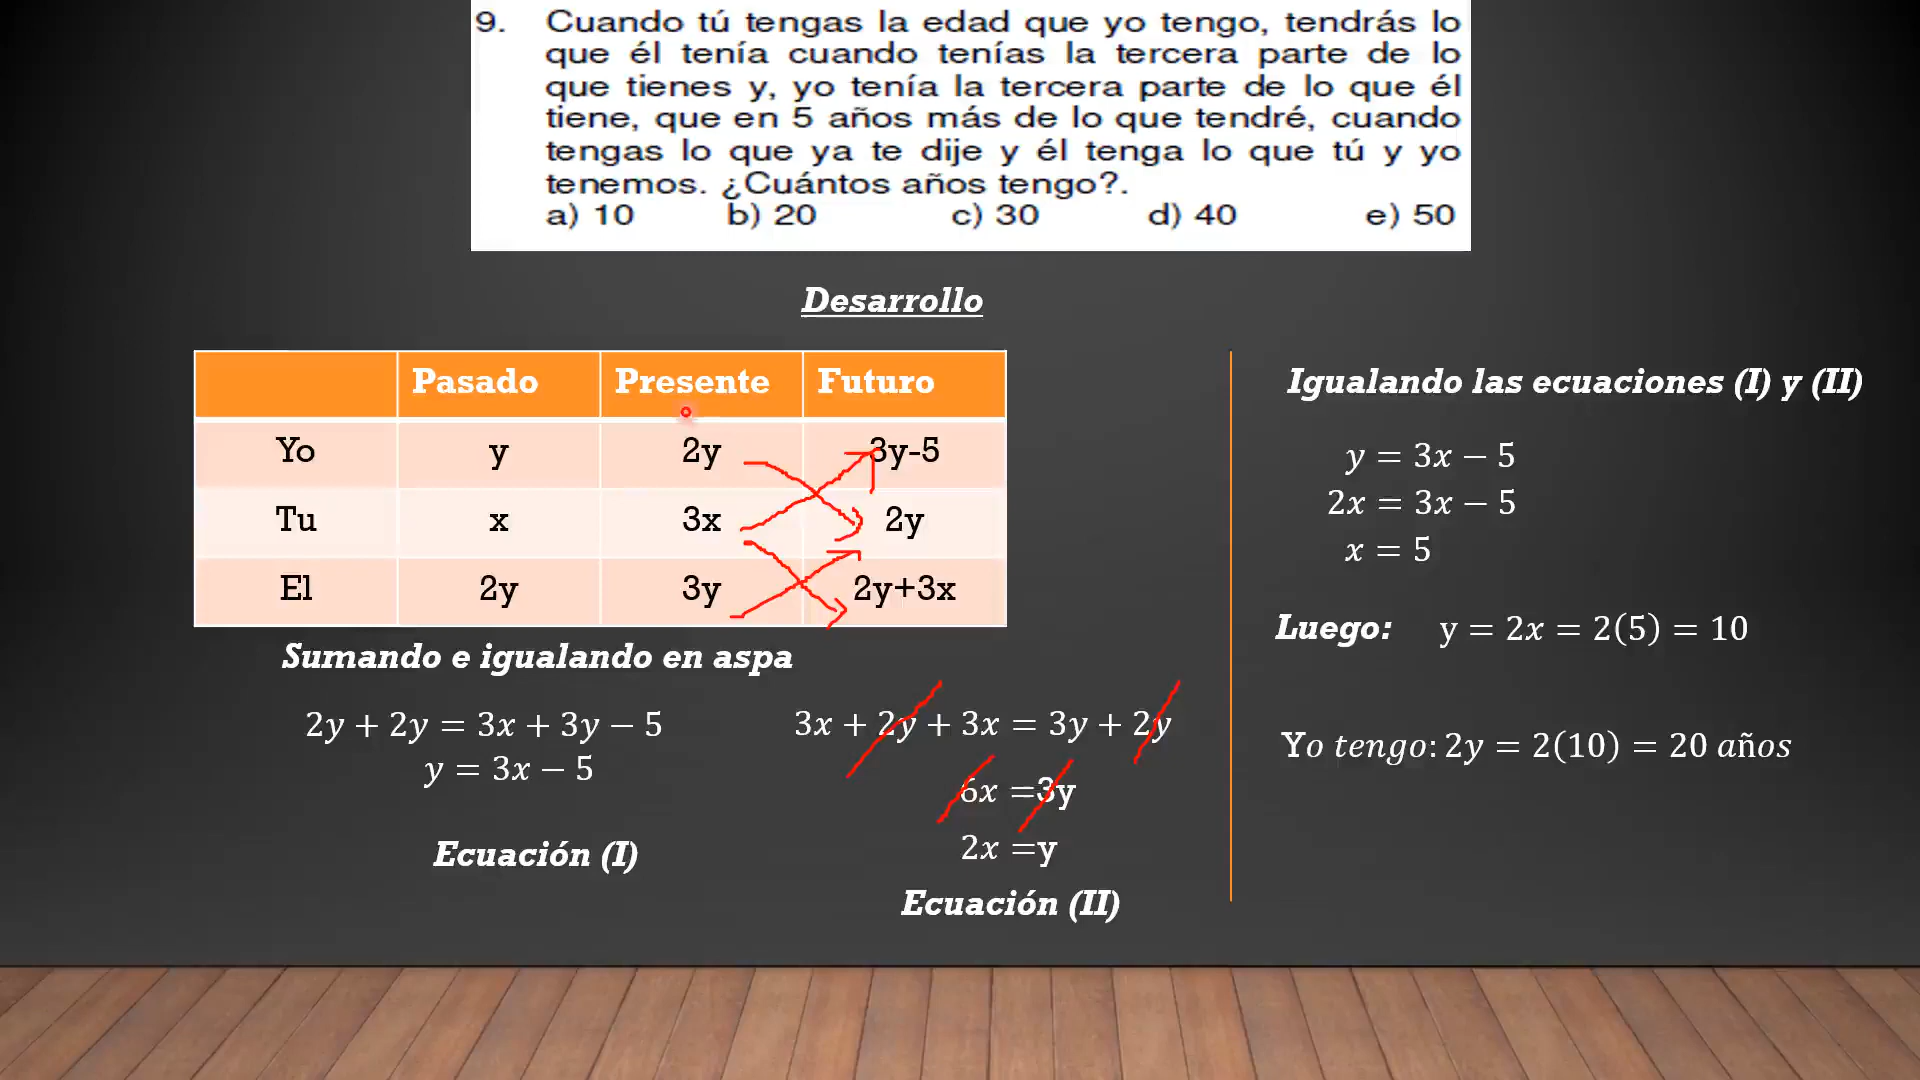 9. Cuando tú tengas la edad que yo tengo, tendrás lo
que él tenía cuando tenías la tercera parte de lo
que tienes y, yo tenía la tercera parte de lo que él
tiene, que en 5 años más de lo que tendré, cuando
tengas lo que ya te dije y él tenga lo que tú y yo
tenemos. ¿Cuántos años tengo?.
a) 10 b) 20 c) 30 d) 40 e) 50
Desarrollo
Pasado Presente Futuro
Yo y 2y 3y-5
Tu x 3x 2y
El 2y 3y 2y+3x
Sumando e igualando en aspa
2y + 2y = 3x + 3y − 5
y = 3x − 5
Ecuación (I)
3x + 2y + 3x = 3y + 2y
6x =3y
2x =y
Ecuación (II)
Igualando las ecuaciones (I) y (II)
y = 3x − 5
2x = 3x − 5
x = 5
Luego: y = 2x = 2(5) = 10
Yo tengo: 2y = 2(10) = 20 años